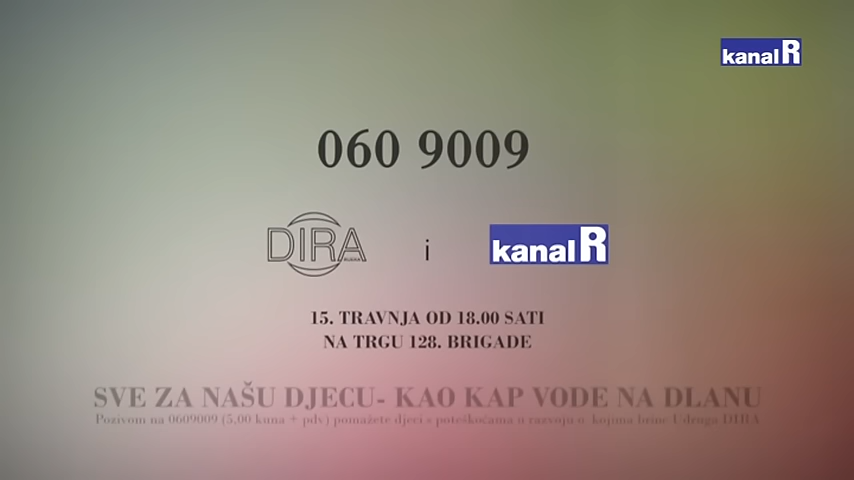 kanal R
060 9009
DIRA
i
kanal R
15. TRAVNJA OD 18.00 SATI
NA TRGU 128. BRIGADE
SVE ZA NAŠU DJECU- KAO KAP VODE NA DLANU
Pozivom na 0609009 (5,00 kuna + pdv) pomažete djeci s poteškoćama u razvoju o kojima brine Udruga DIRA